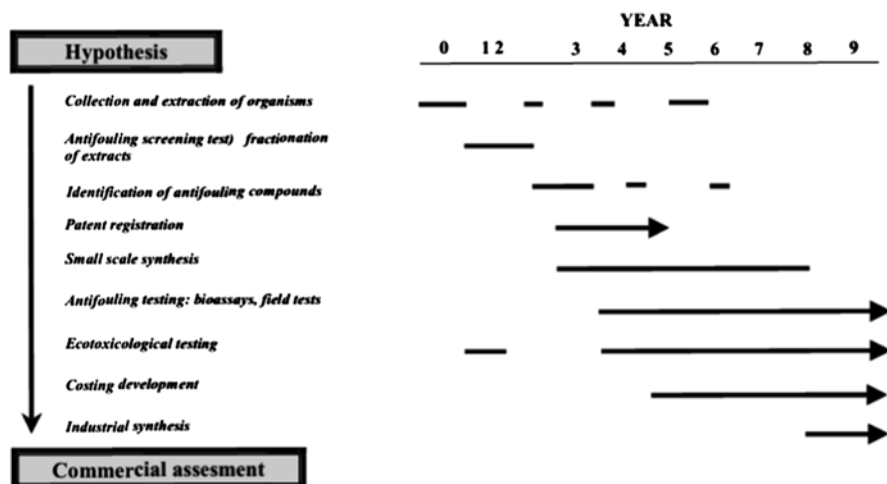 YEAR
Hypothesis
0 1 2 3 4 5 6 7 8 9
Collection and extraction of organisms
Antifouling screening test) fractionation
of extracts
Identification of antifouling compounds
Patent registration
Small scale synthesis
Antifouling testing: bioassays, field tests
Ecotoxicological testing
Costing development
Industrial synthesis
Commercial assesment